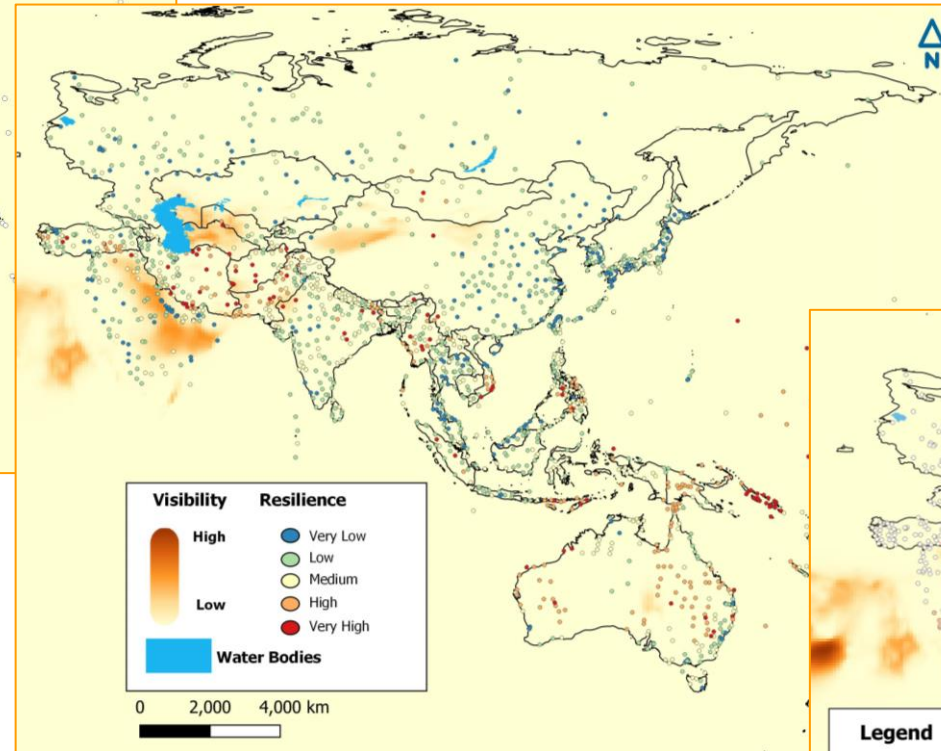 N
Visibility Resilience
High
Low
Very Low
Low
Medium
High
Very High
Water Bodies
0 2,000 4,000 km
Legend